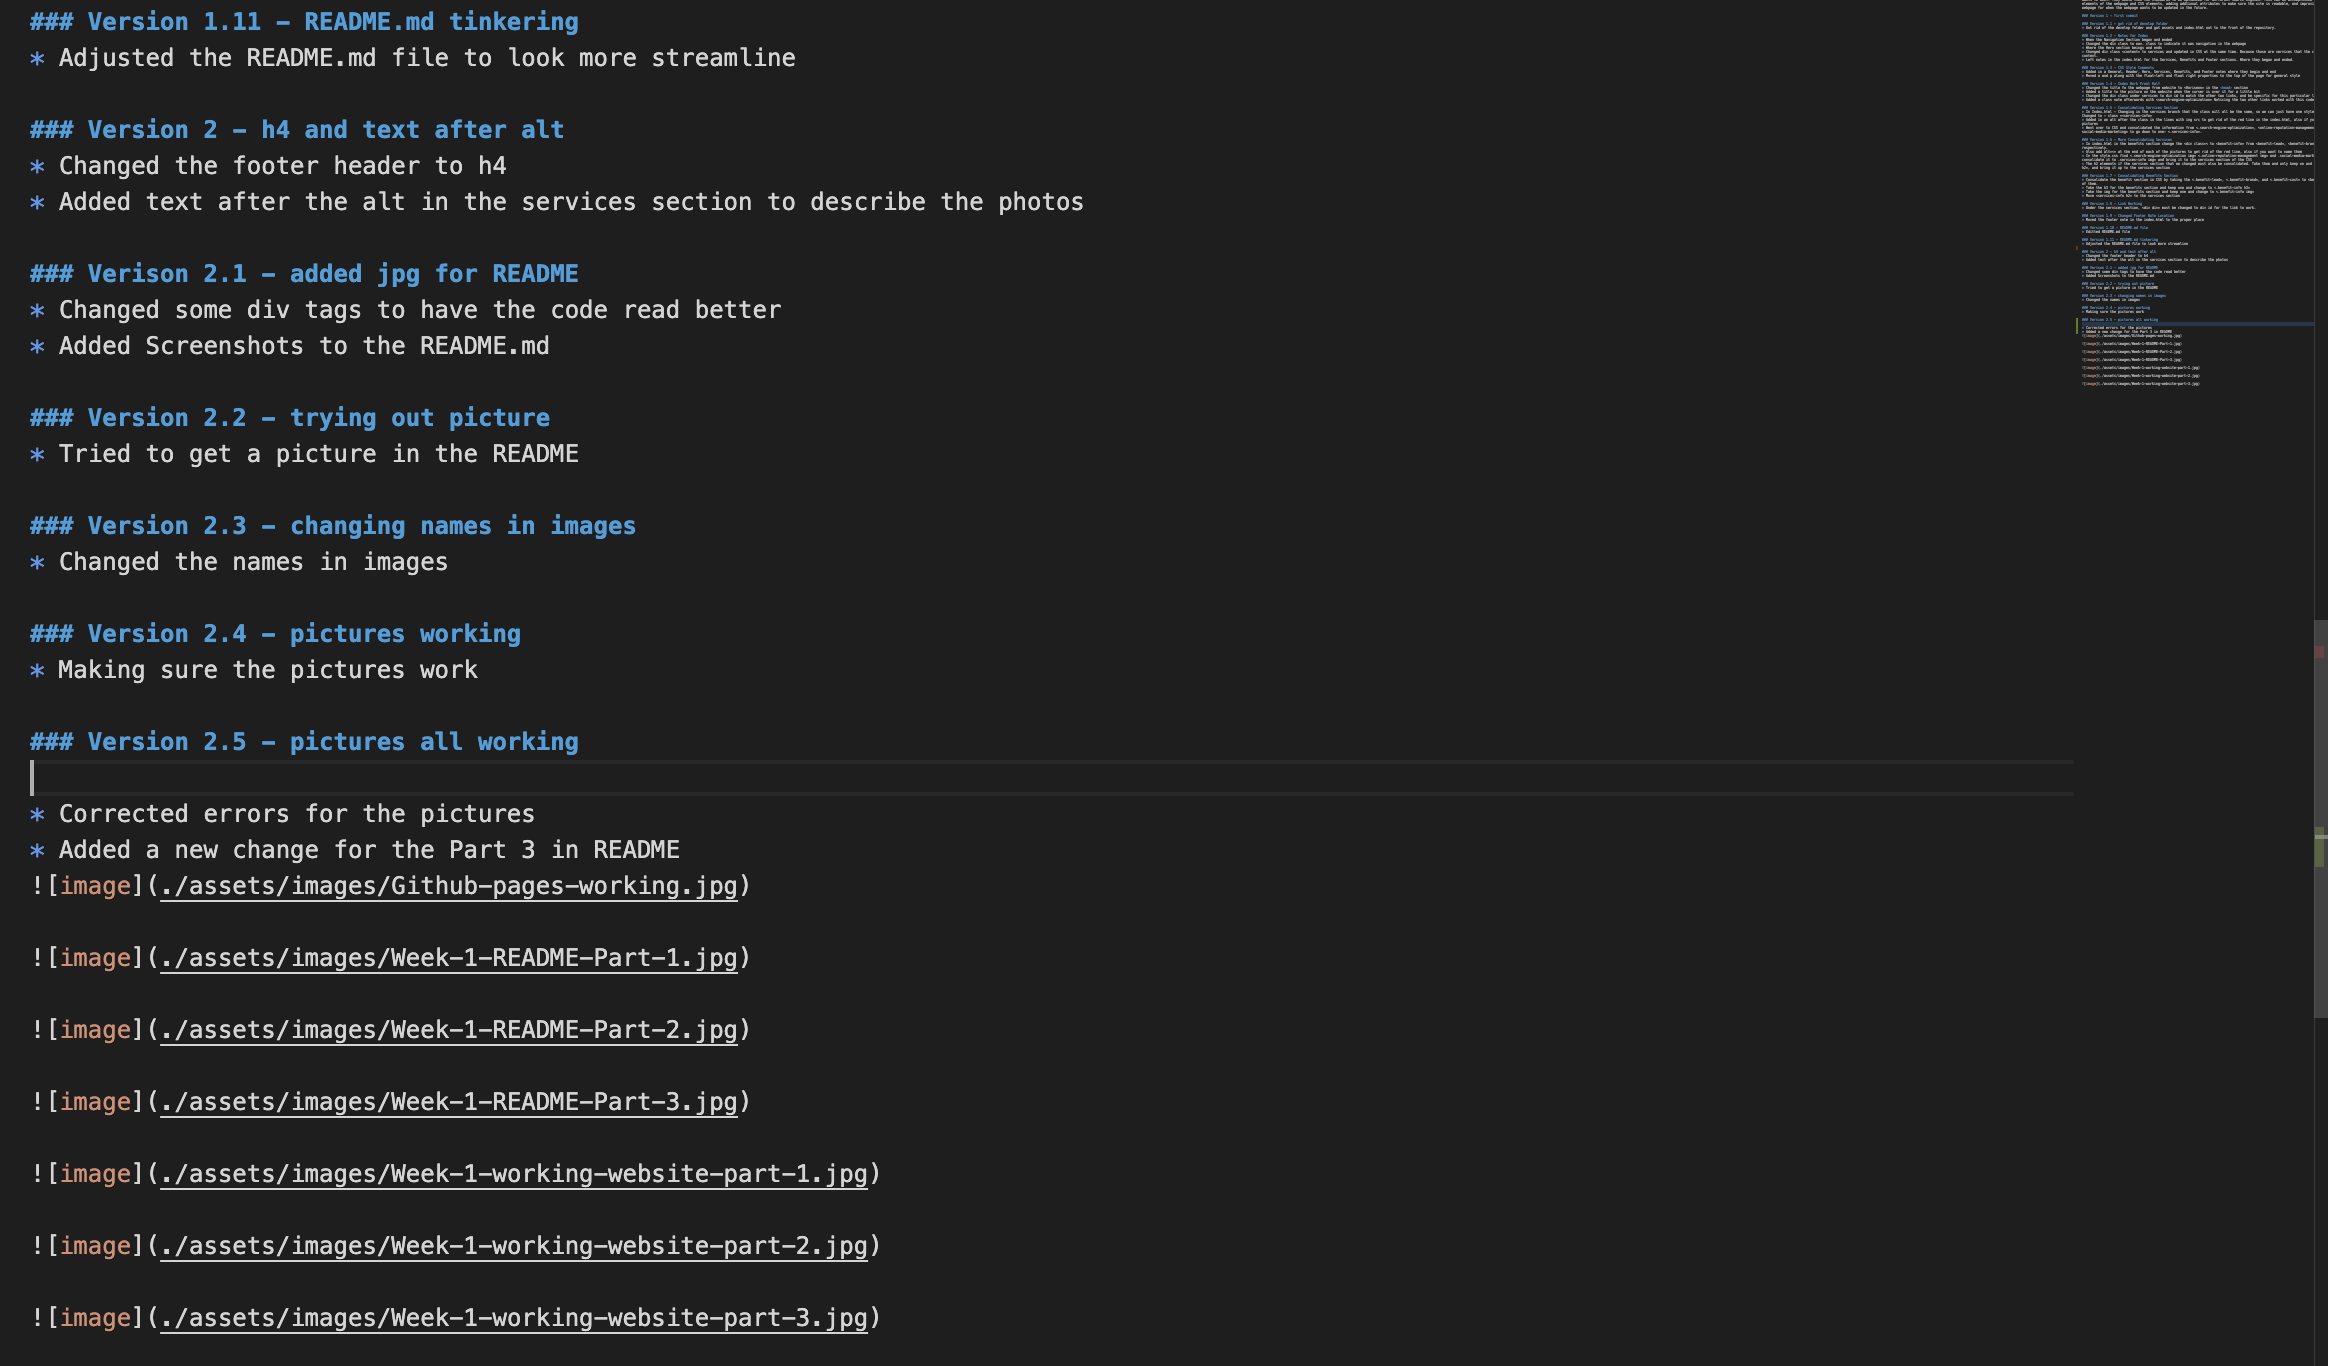 ### Version 1.11 - README.md tinkering
* Adjusted the README.md file to look more streamline
### Version 2 - h4 and text after alt
* Changed the footer header to h4
* Added text after the alt in the services section to describe the photos
### Verison 2.1 - added jpg for README
* Changed some div tags to have the code read better
* Added Screenshots to the README.md
### Version 2.2 - trying out picture
* Tried to get a picture in the README
### Version 2.3 - changing names in images
* Changed the names in images
### Version 2.4 - pictures working
* Making sure the pictures work
### Version 2.5 - pictures all working
* Corrected errors for the pictures
* Added a new change for the Part 3 in README
![image](./assets/images/Github-pages-working.jpg)
![image](./assets/images/Week-1-README-Part-1.jpg)
![image](./assets/images/Week-1-README-Part-2.jpg)
![image](./assets/images/Week-1-README-Part-3.jpg)
![image](./assets/images/Week-1-working-website-part-1.jpg)
![image](./assets/images/Week-1-working-website-part-2.jpg)
![image](./assets/images/Week-1-working-website-part-3.jpg)